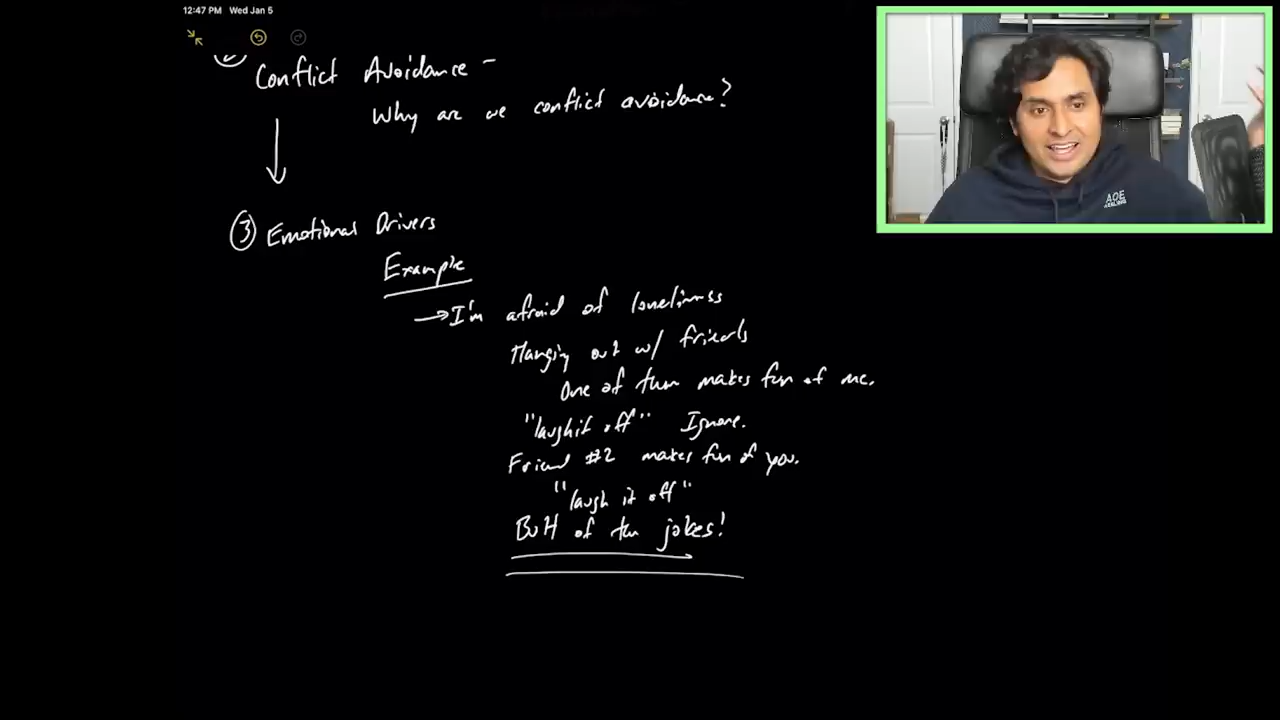 12:47 PM Wed Jan 5
Conflict Avoidance -
Why are we conflict avoidance?
③ Emotional Drivers
Example
→ I'm afraid of loneliness
Hanging out w/ friends
One of them makes fun of me.
"laugh it off" Ignore.
Friend #2 makes fun of you.
"laugh it off"
Butt of the jokes!
AOE
HEALING